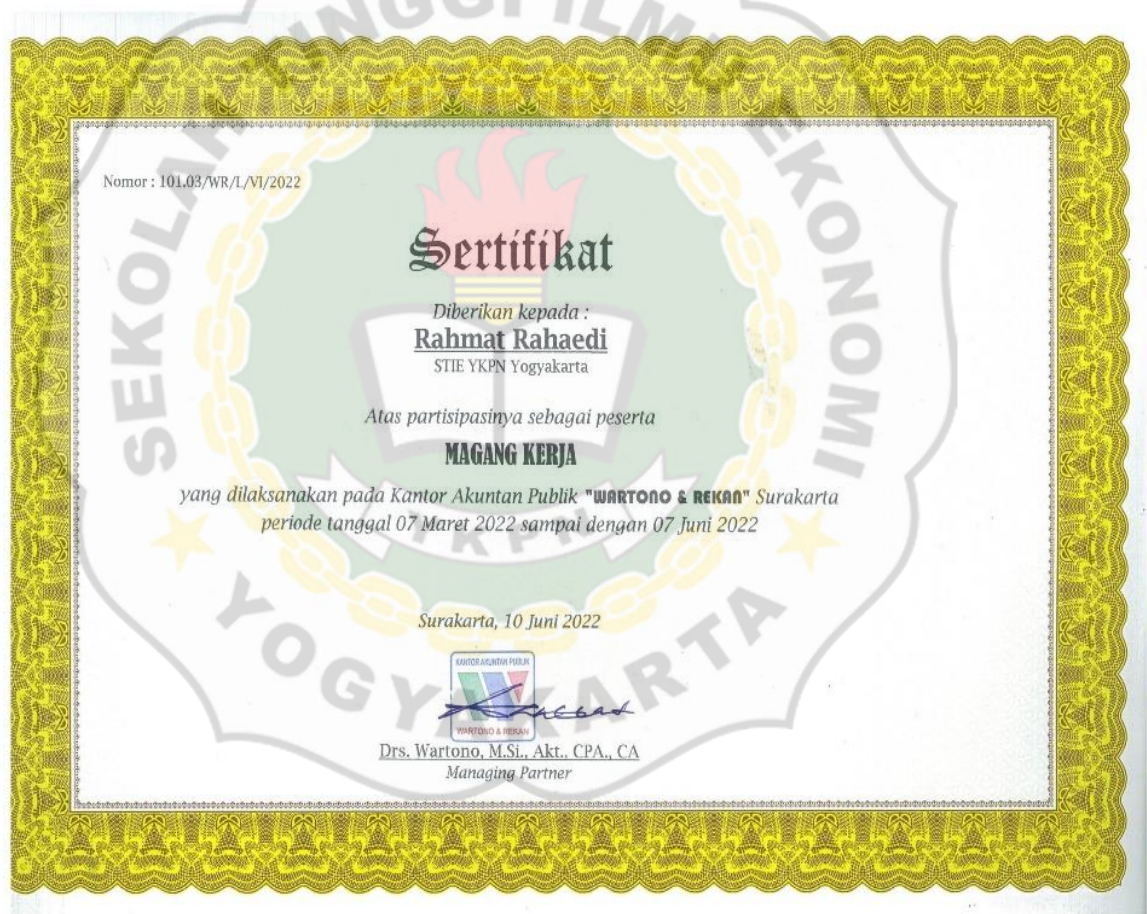 SEKOLAH TINGGI ILMU EKONOMI
Nomor : 101.03/WR/L/VI/2022
Sertifikat
Diberikan kepada :
Rahmat Rahaedi
STIE YKPN Yogyakarta
Atas partisipasinya sebagai peserta
MAGANG KERJA
yang dilaksanakan pada Kantor Akuntan Publik "WARTONO & REKAN" Surakarta
periode tanggal 07 Maret 2022 sampai dengan 07 Juni 2022
YKPN
YOGYAKARTA
Surakarta, 10 Juni 2022
KANTOR AKUNTAN PUBLIK
WARTONO & REKAN
Drs. Wartono, M.Si., Akt., CPA., CA
Managing Partner